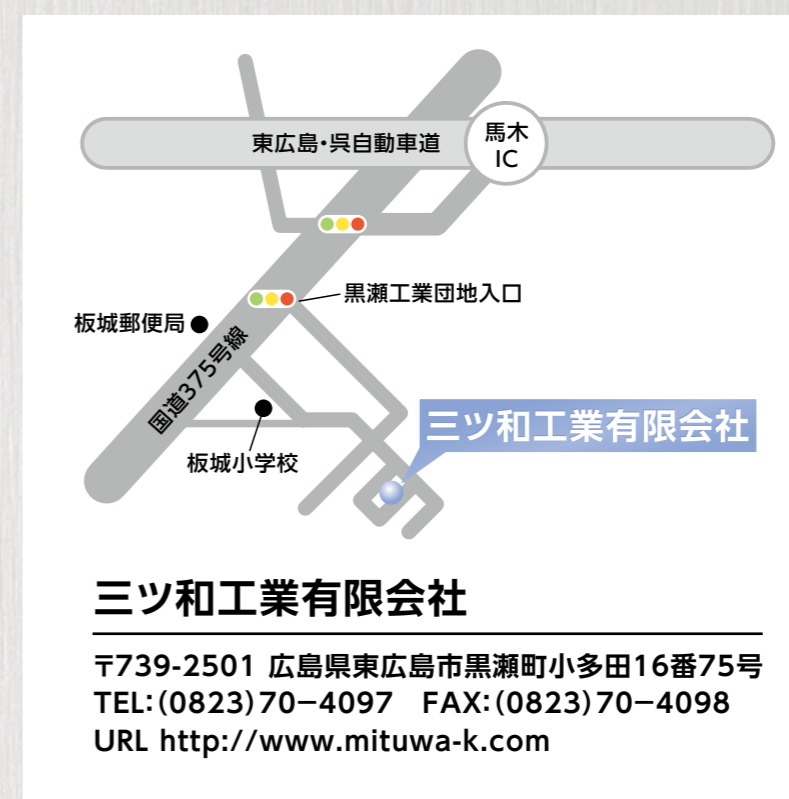 東広島・呉自動車道
馬木
IC
黒瀬工業団地入口
板城郵便局
国道375号線
三ツ和工業有限会社
板城小学校
三ツ和工業有限会社
〒739-2501 広島県東広島市黒瀬町小多田16番75号
TEL:(0823)70−4097　FAX:(0823)70−4098
URL http://www.mituwa-k.com